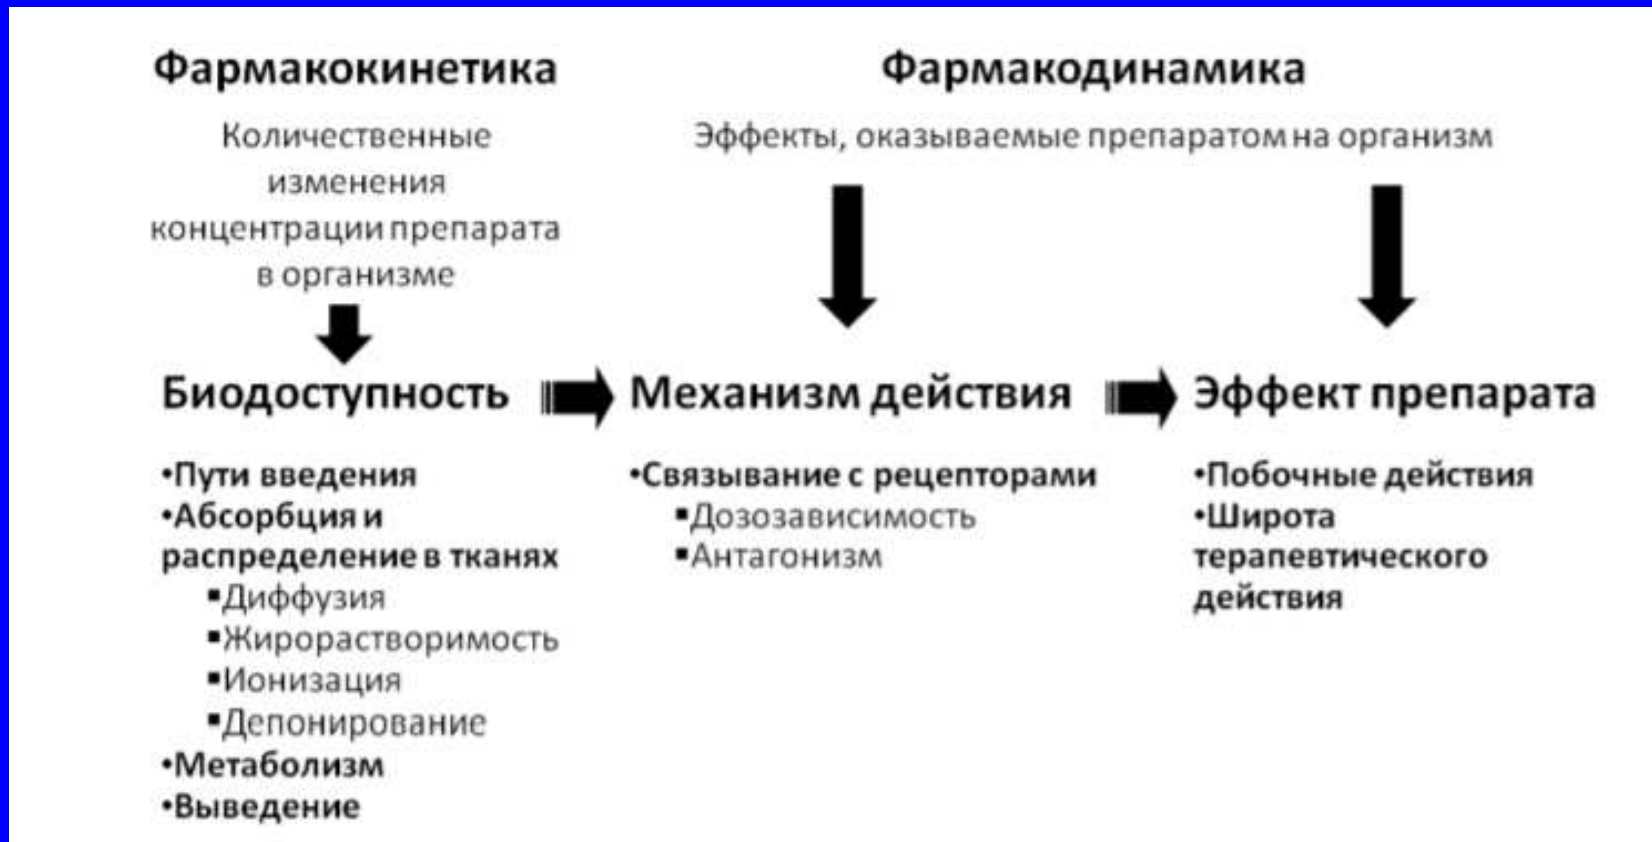 Фармакокинетика
Количественные
изменения
концентрации препарата
в организме
Фармакодинамика
Эффекты, оказываемые препаратом на организм
Биодоступность
•Пути введения
•Абсорбция и
распределение в тканях
▪Диффузия
▪Жирорастворимость
▪Ионизация
▪Депонирование
•Метаболизм
•Выведение
Механизм действия
•Связывание с рецепторами
▪Дозозависимость
▪Антагонизм
Эффект препарата
•Побочные действия
•Широта
терапевтического
действия